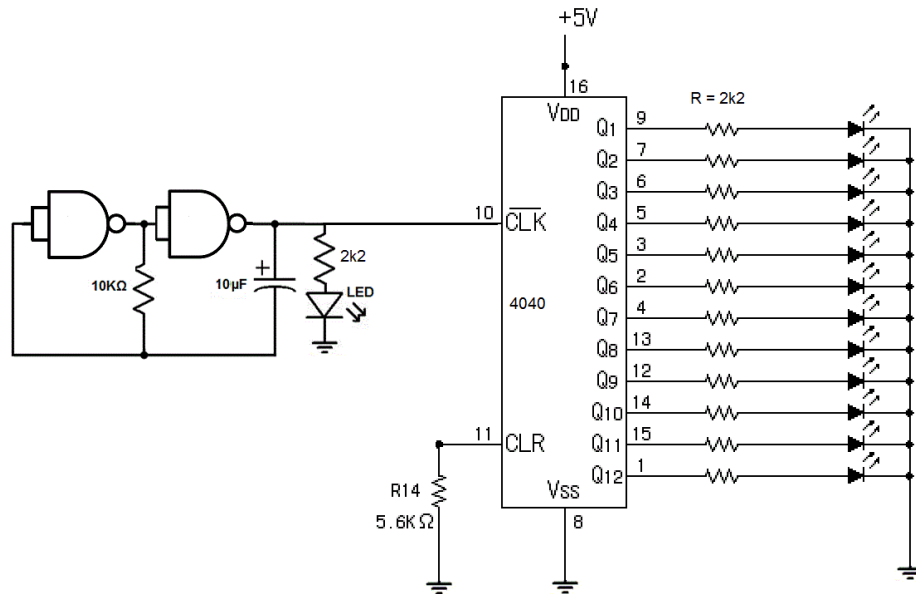 +5V
16
VDD
R = 2k2
Q1 9
Q2 7
Q3 6
10 CLK Q4 5
2k2
Q5 3
10KΩ 10µF + LED
Q6 2
4040
Q7 4
Q8 13
Q9 12
Q10 14
11 CLR Q11 15
Q12 1
R14
VSS
5.6KΩ
8